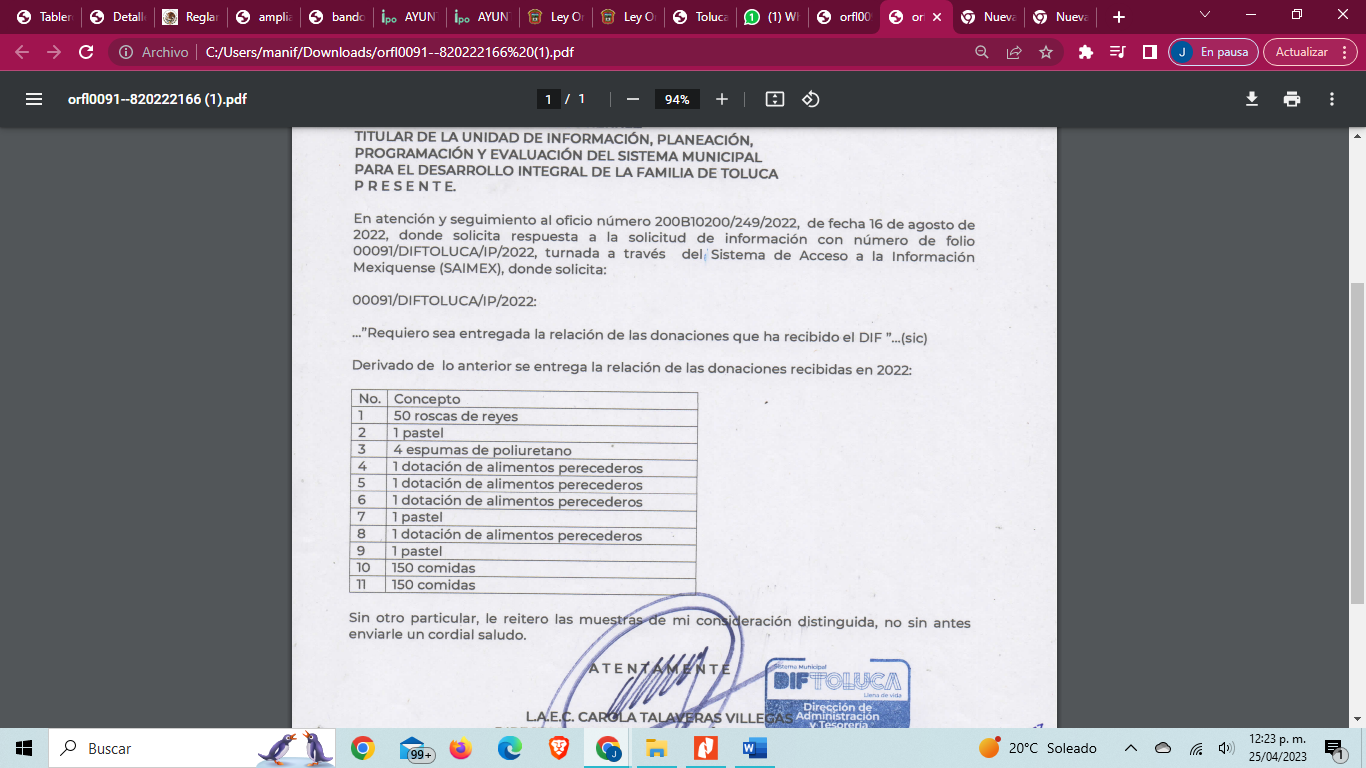 Tabler
Detalle
Reglar
amplia
bando
AYUNT
AYUN
Ley Or
Ley Or
Toluca
(1) Wh
orfl00
or
Nueva
Nueva
Archivo C:/Users/manif/Downloads/orfl0091--820222166%20(1).pdf
J En pausa
Actualizar
orfl0091--820222166 (1).pdf
1 / 1
94%
TITULAR DE LA UNIDAD DE INFORMACIÓN, PLANEACIÓN,
PROGRAMACIÓN Y EVALUACIÓN DEL SISTEMA MUNICIPAL
PARA EL DESARROLLO INTEGRAL DE LA FAMILIA DE TOLUCA
P R E S E N T E.
En atención y seguimiento al oficio número 200B10200/249/2022, de fecha 16 de agosto de
2022, donde solicita respuesta a la solicitud de información con número de folio
00091/DIFTOLUCA/IP/2022, turnada a través del Sistema de Acceso a la Información
Mexiquense (SAIMEX), donde solicita:
00091/DIFTOLUCA/IP/2022:
..."Requiero sea entregada la relación de las donaciones que ha recibido el DIF "...(sic)
Derivado de lo anterior se entrega la relación de las donaciones recibidas en 2022:
No. Concepto
1 50 roscas de reyes
2 1 pastel
3 4 espumas de poliuretano
4 1 dotación de alimentos perecederos
5 1 dotación de alimentos perecederos
6 1 dotación de alimentos perecederos
7 1 pastel
8 1 dotación de alimentos perecederos
9 1 pastel
10 150 comidas
11 150 comidas
Sin otro particular, le reitero las muestras de mi consideración distinguida, no sin antes
enviarle un cordial saludo.
A T E N T A M E N T E
L.A.E.C. CAROLA TALAVERAS VILLEGAS
Sistema Municipal
DIF TOLUCA
Llena de vida
Dirección de
Administración
y Tesorería
Buscar
99+
20°C Soleado
12:23 p. m.
25/04/2023
1